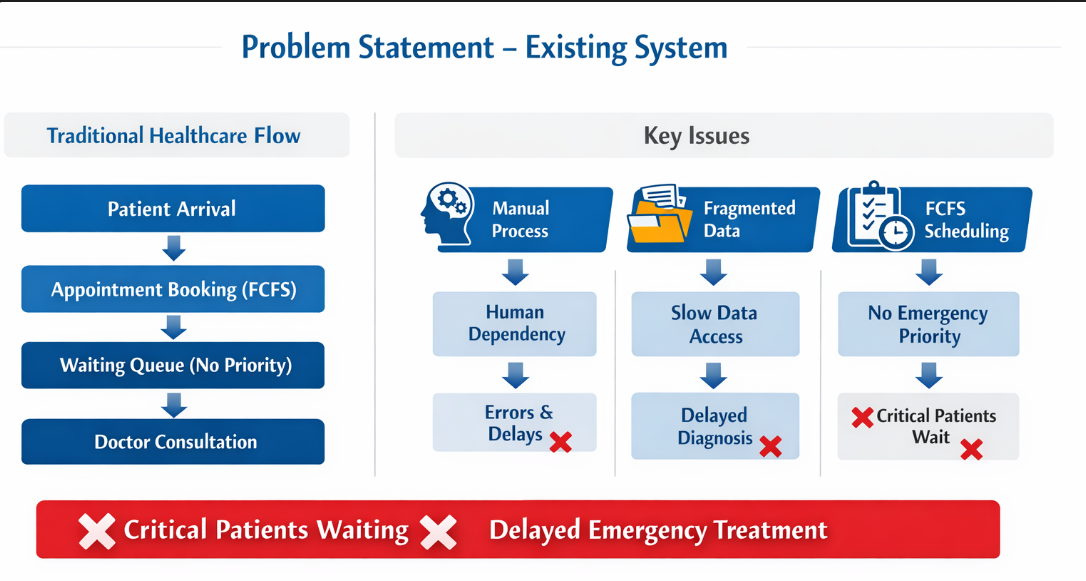 Problem Statement – Existing System
Traditional Healthcare Flow
Patient Arrival
Appointment Booking (FCFS)
Waiting Queue (No Priority)
Doctor Consultation
Key Issues
Manual
Process
Human
Dependency
Errors &
Delays
Fragmented
Data
Slow Data
Access
Delayed
Diagnosis
FCFS
Scheduling
No Emergency
Priority
Critical Patients
Wait
Critical Patients Waiting
Delayed Emergency Treatment